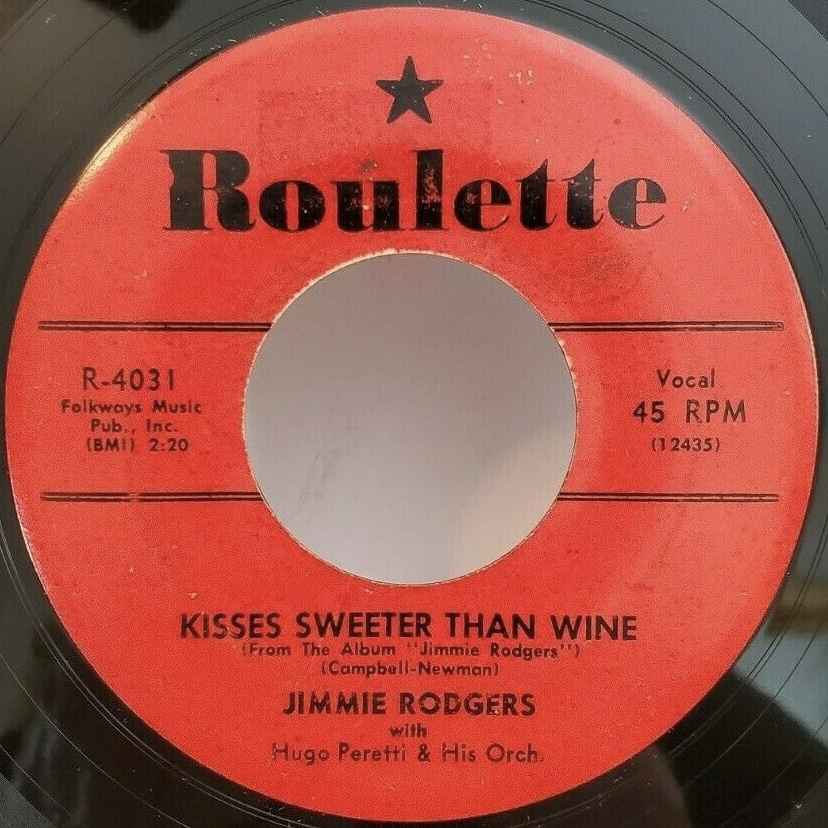 Roulette
R-4031
Folkways Music
Pub., Inc.
(BMI) 2:20
Vocal
45 RPM
(12435)
KISSES SWEETER THAN WINE
(From The Album "Jimmie Rodgers")
(Campbell-Newman)
JIMMIE RODGERS
with
Hugo Peretti & His Orch.